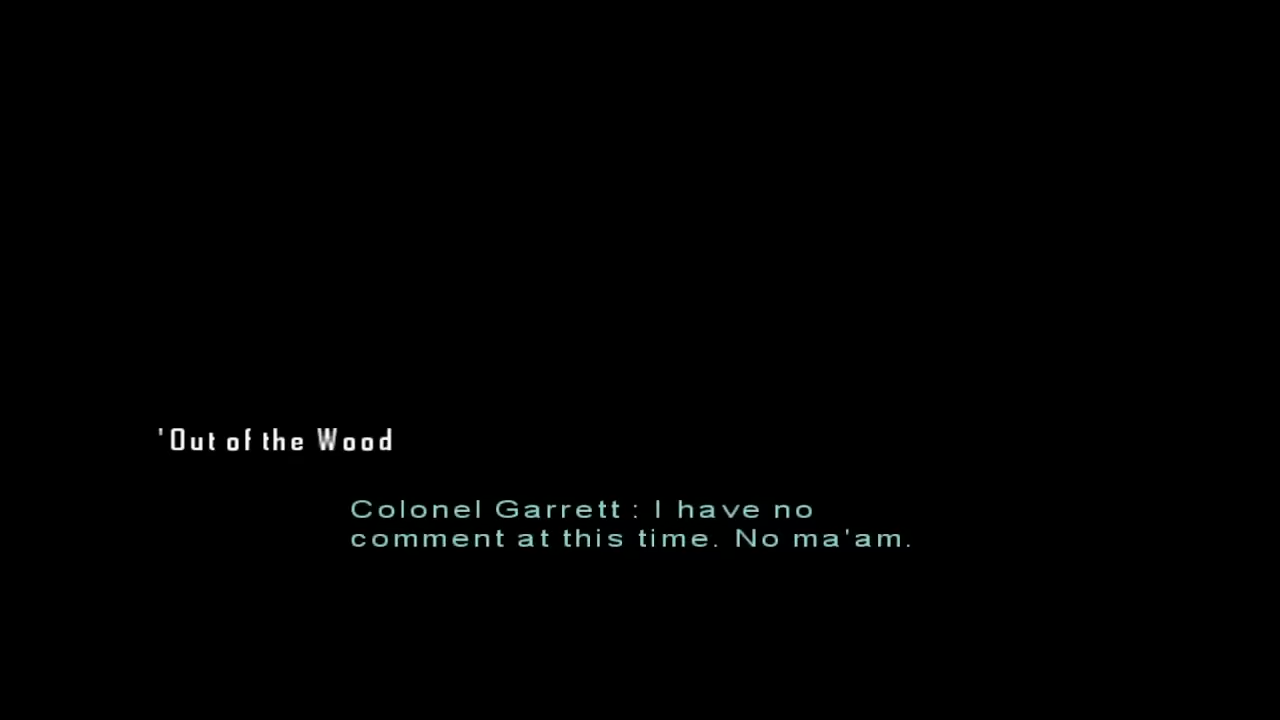 'Out of the Wood
Colonel Garrett : I have no
comment at this time. No ma'am.